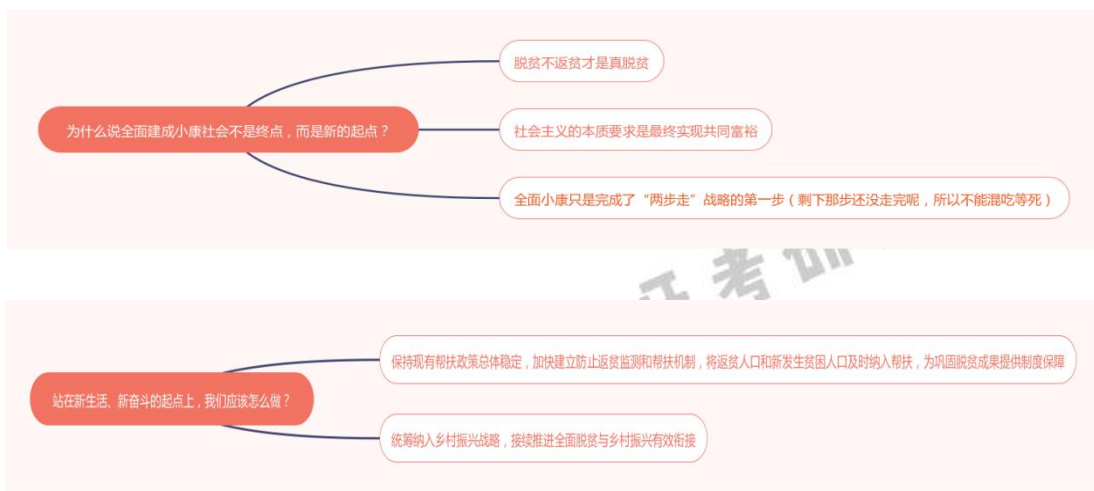 脱贫不返贫才是真脱贫
为什么说全面建成小康社会不是终点，而是新的起点？
社会主义的本质要求是最终实现共同富裕
全面小康只是完成了“两步走”战略的第一步（剩下那步还没走完呢，所以不能混吃等死）
考
保持现有帮扶政策总体稳定，加快建立防止返贫监测和帮扶机制，将返贫人口和新发生贫困人口及时纳入帮扶，为巩固脱贫成果提供制度保障
站在新生活、新奋斗的起点上，我们应该怎么做？
统筹纳入乡村振兴战略，接续推进全面脱贫与乡村振兴有效衔接